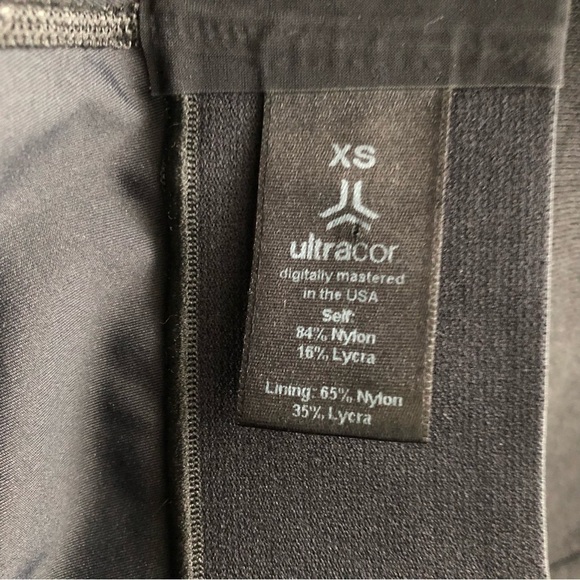 XS
ultracor
digitally mastered
in the USA
Self:
84% Nylon
16% Lycra
Lining: 65% Nylon
35% Lycra